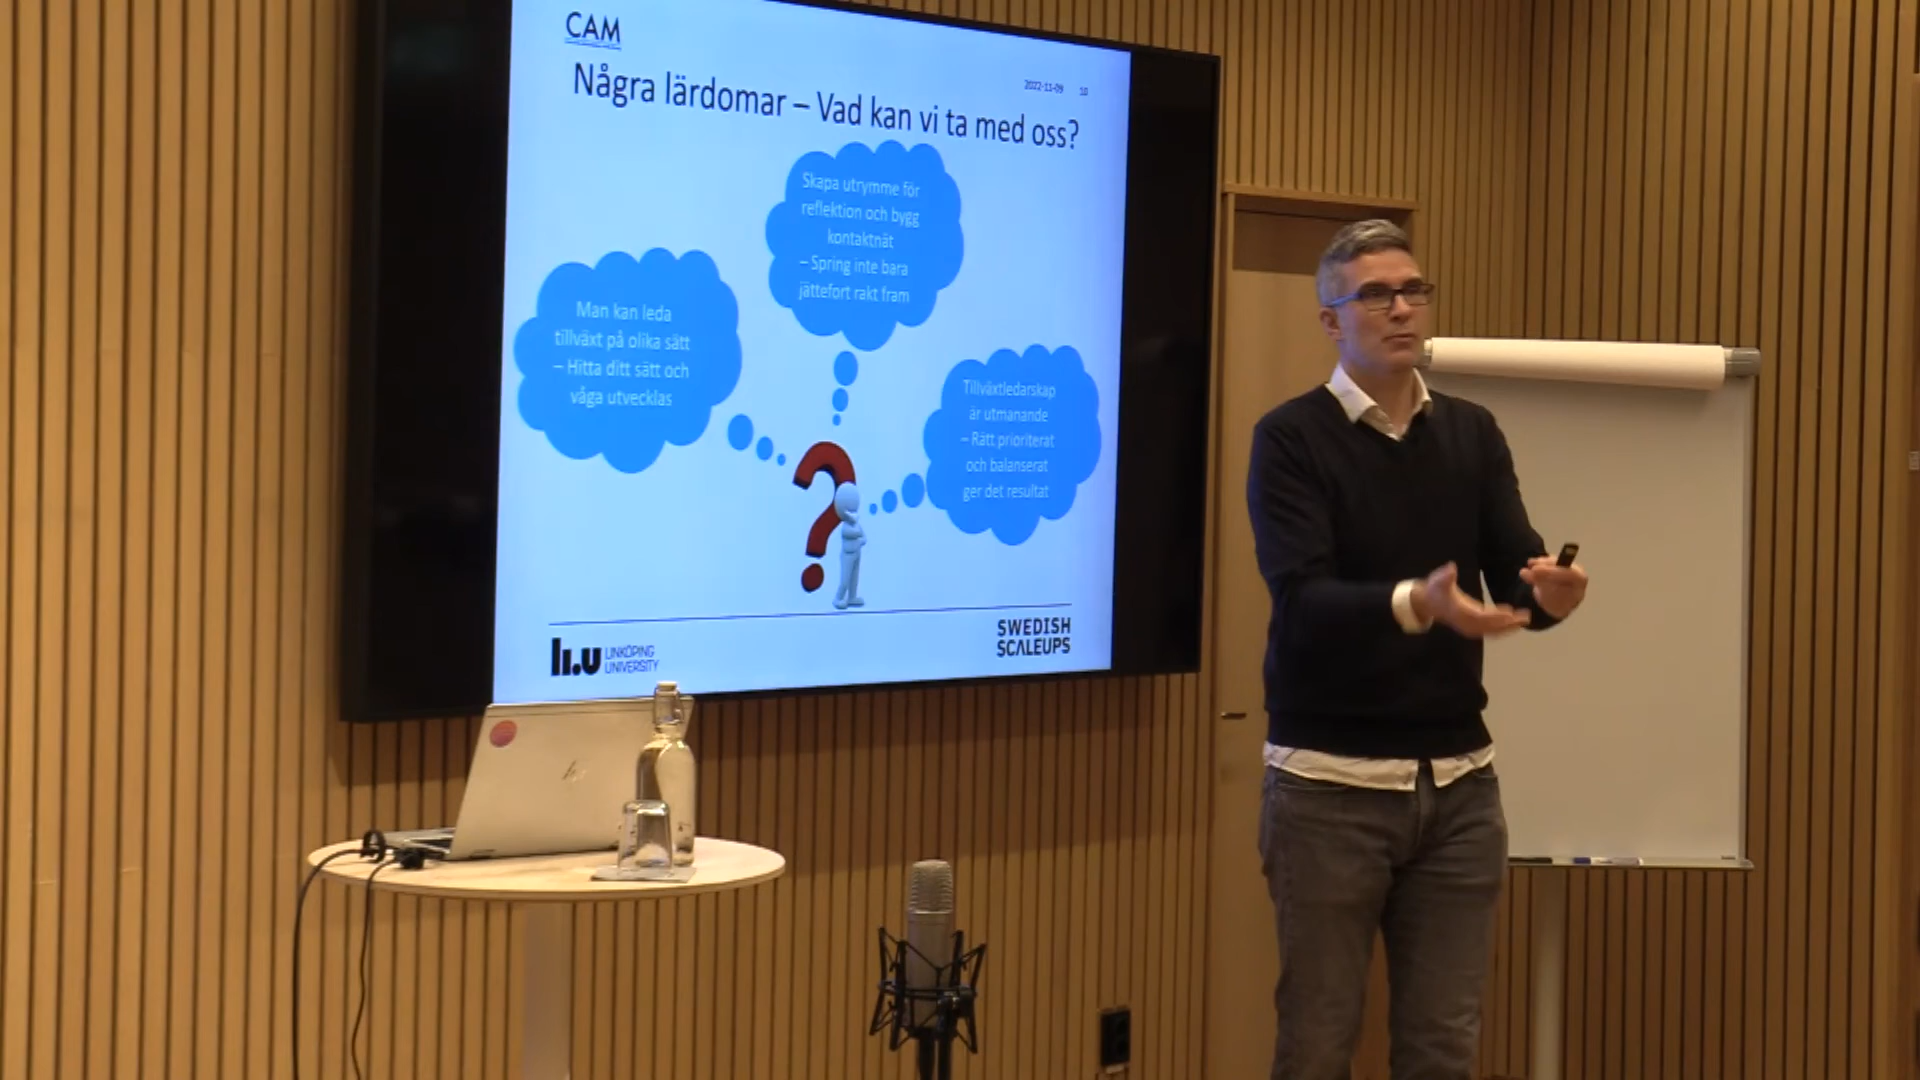 CAM
2022-11-09 10
Några lärdomar – Vad kan vi ta med oss?
Skapa utrymme för
reflektion och bygg
kontaktnät
– Spring inte bara
jättefort rakt fram
Man kan leda
tillväxt på olika sätt
– Hitta ditt sätt och
våga utvecklas
Tillväxtledarskap
är utmanande
– Rätt prioriterat
och balanserat
ger det resultat
LINKÖPING
UNIVERSITY
SWEDISH
SCALEUPS
hp